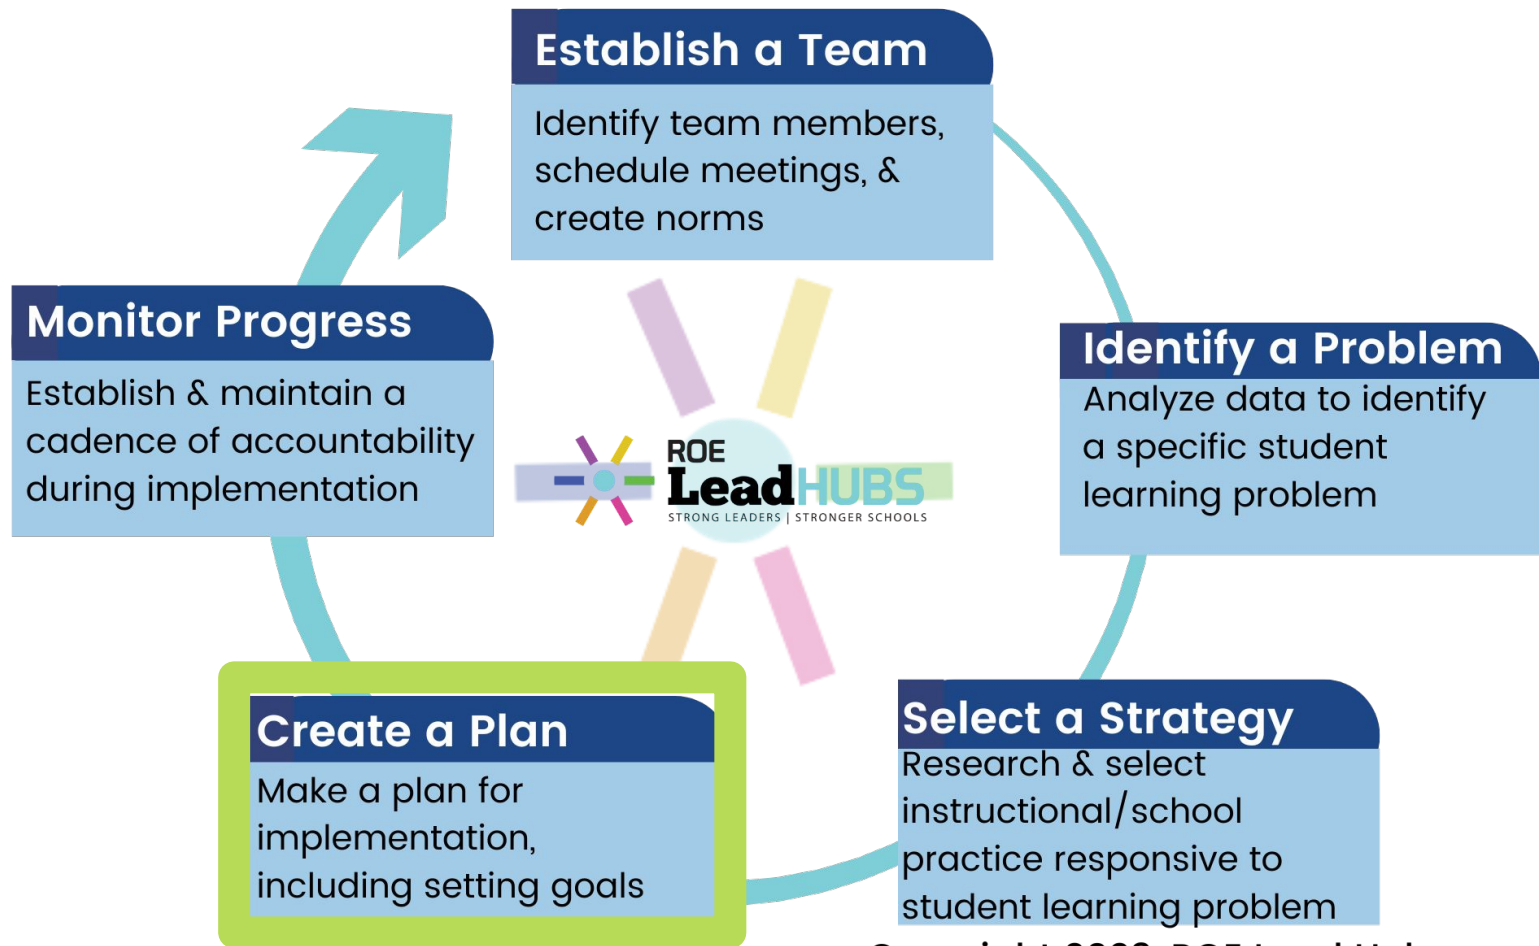 Establish a Team
Identify team members,
schedule meetings, &
create norms
Identify a Problem
Analyze data to identify
a specific student
learning problem
Select a Strategy
Research & select
instructional/school
practice responsive to
student learning problem
Create a Plan
Make a plan for
implementation,
including setting goals
Monitor Progress
Establish & maintain a
cadence of accountability
during implementation
ROE
LeadHUBS
STRONG LEADERS | STRONGER SCHOOLS